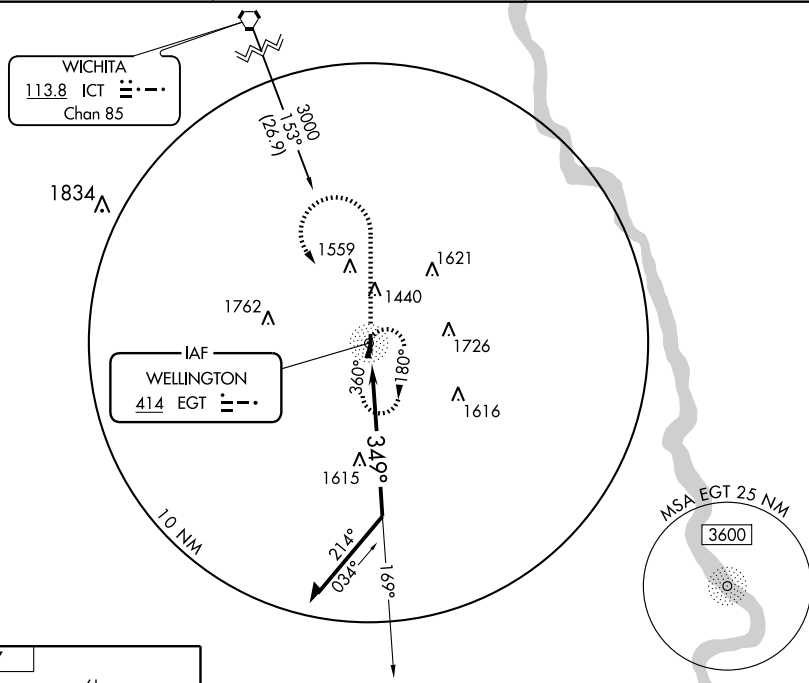 WICHITA
113.8 ICT
Chan 85
3000
153°
(26.9)
1834
1559
1621
1440
1762
1726
IAF
WELLINGTON
414 EGT
360°
180°
1616
349°
1615
10 NM
214°
034°
169°
MSA EGT 25 NM
3600